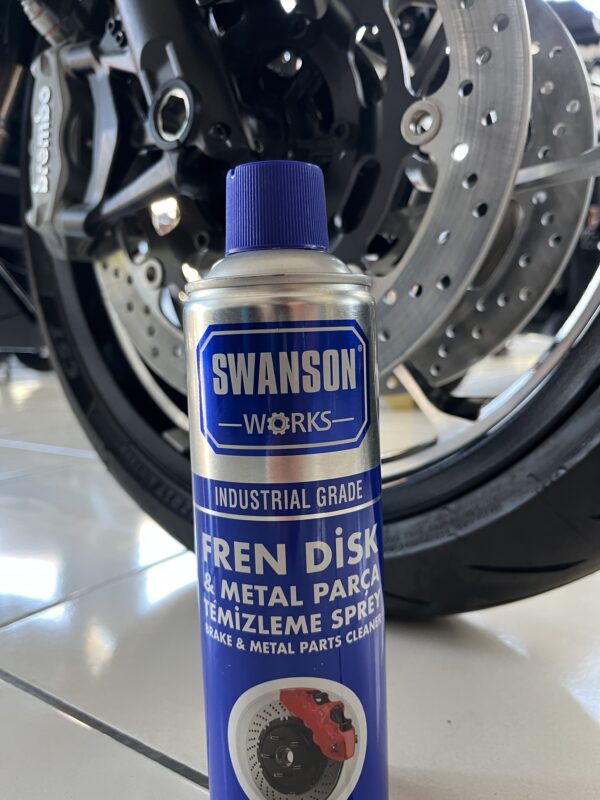 brembo
SWANSON®
WORKS
INDUSTRIAL GRADE
FREN DİSK
& METAL PARÇA
TEMİZLEME SPREY
BRAKE & METAL PARTS CLEANER